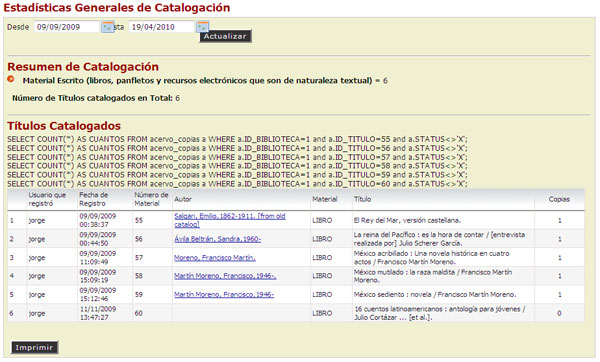 Estadísticas Generales de Catalogación
Desde 09/09/2009 sta 19/04/2010
Actualizar
Resumen de Catalogación
Material Escrito (libros, panfletos y recursos electrónicos que son de naturaleza textual) = 6
Número de Títulos catalogados en Total: 6
Títulos Catalogados
SELECT COUNT(*) AS CUANTOS FROM acervo_copias a WHERE a.ID_BIBLIOTECA=1 and a.ID_TITULO=55 and a.STATUS<>'X';
SELECT COUNT(*) AS CUANTOS FROM acervo_copias a WHERE a.ID_BIBLIOTECA=1 and a.ID_TITULO=56 and a.STATUS<>'X';
SELECT COUNT(*) AS CUANTOS FROM acervo_copias a WHERE a.ID_BIBLIOTECA=1 and a.ID_TITULO=57 and a.STATUS<>'X';
SELECT COUNT(*) AS CUANTOS FROM acervo_copias a WHERE a.ID_BIBLIOTECA=1 and a.ID_TITULO=58 and a.STATUS<>'X';
SELECT COUNT(*) AS CUANTOS FROM acervo_copias a WHERE a.ID_BIBLIOTECA=1 and a.ID_TITULO=59 and a.STATUS<>'X';
SELECT COUNT(*) AS CUANTOS FROM acervo_copias a WHERE a.ID_BIBLIOTECA=1 and a.ID_TITULO=60 and a.STATUS<>'X';
Usuario que registró Fecha de Registro Número de Material Autor Material Título Copias
1 jorge 09/09/2009 00:38:37 55 Salgari, Emilio,1862-1911. [from old catalog] LIBRO El Rey del Mar, versión castellana. 1
2 jorge 09/09/2009 00:44:50 56 Ávila Beltrán, Sandra,1960- LIBRO La reina del Pacífico : es la hora de contar / [entrevista realizada por] Julio Scherer García. 1
3 jorge 09/09/2009 11:09:49 57 Moreno, Francisco Martín. LIBRO México acribillado : Una novela histórica en cuatro actos / Francisco Martín Moreno. 1
4 jorge 09/09/2009 15:09:19 58 Martín Moreno, Francisco,1946-. LIBRO México mutilado : la raza maldita / Francisco Martín Moreno. 1
5 jorge 09/09/2009 15:12:46 59 Martín Moreno, Francisco,1946- LIBRO México sediento : novela / Francisco Martín Moreno. 1
6 jorge 11/11/2009 13:47:27 60 LIBRO 16 cuentos latinoamericanos : antología para jóvenes / Julio Cortázar ... [et al.]. 0
Imprimir